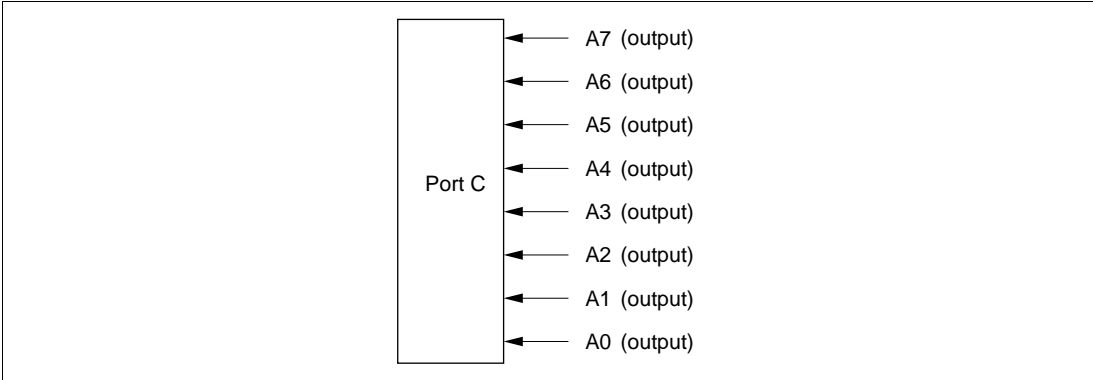 A7 (output)
A6 (output)
A5 (output)
A4 (output)
Port C
A3 (output)
A2 (output)
A1 (output)
A0 (output)